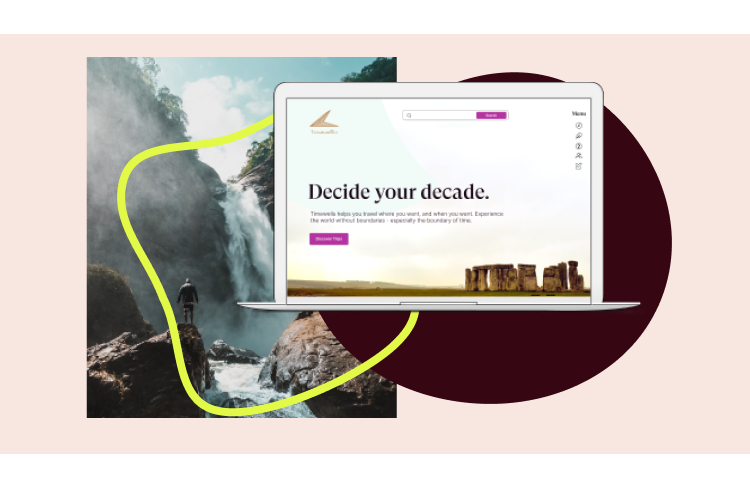 Timewells
Search
Menu
Decide your decade.
Timewells helps you travel where you want, and when you want. Experience
the world without boundaries - especially the boundary of time.
Discover Trips